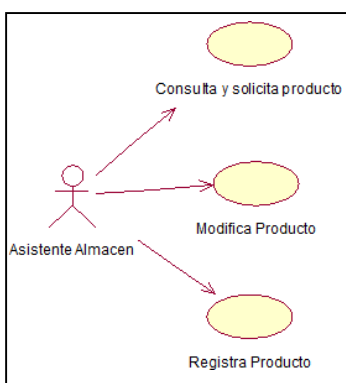 Consulta y solicita producto
Modifica Producto
Asistente Almacen
Registra Producto